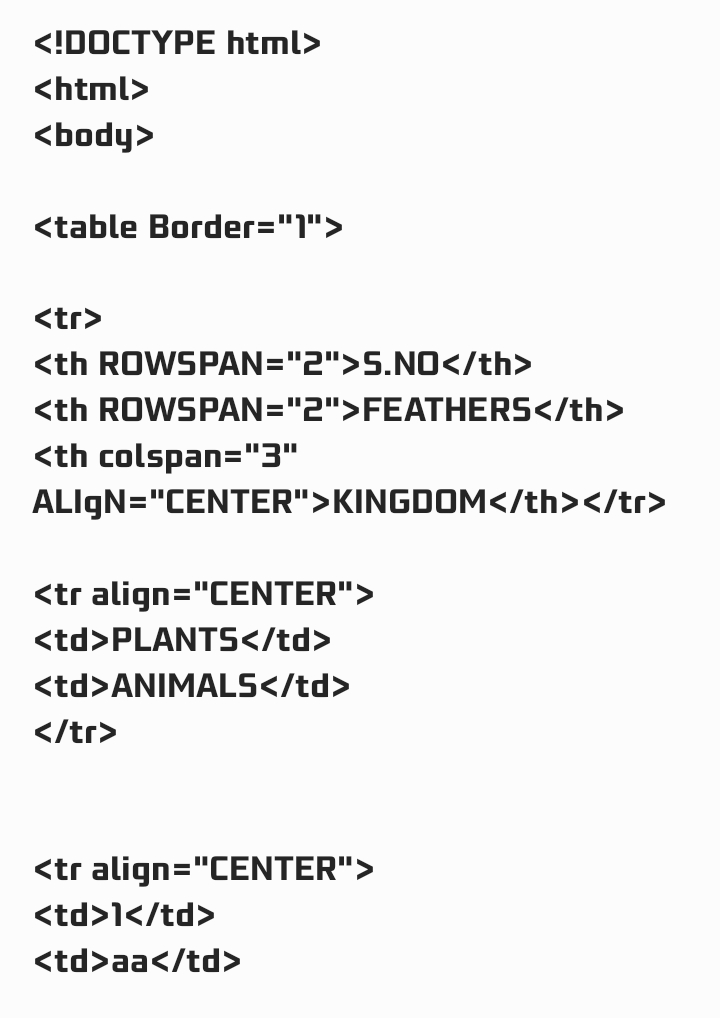 <!DOCTYPE html>
<html>
<body>
<table Border="1">
<tr>
<th ROWSPAN="2">S.NO</th>
<th ROWSPAN="2">FEATHERS</th>
<th colspan="3"
ALIgN="CENTER">KINGDOM</th></tr>
<tr align="CENTER">
<td>PLANTS</td>
<td>ANIMALS</td>
</tr>
<tr align="CENTER">
<td>1</td>
<td>aa</td>